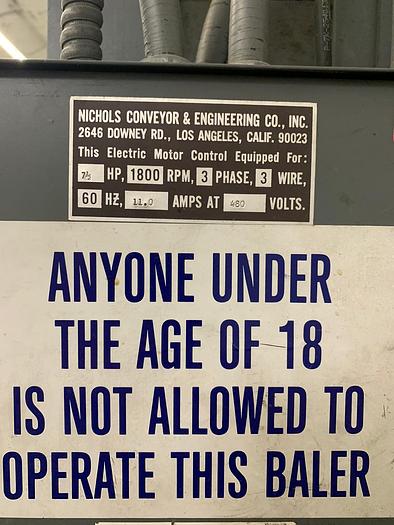 NICHOLS CONVEYOR & ENGINEERING CO., INC.
2646 DOWNEY RD., LOS ANGELES, CALIF. 90023
This Electric Motor Control Equipped For:
7½ HP, 1800 RPM, 3 PHASE, 3 WIRE,
60 HZ, 11.0 AMPS AT 480 VOLTS.
ANYONE UNDER
THE AGE OF 18
IS NOT ALLOWED TO
OPERATE THIS BALER